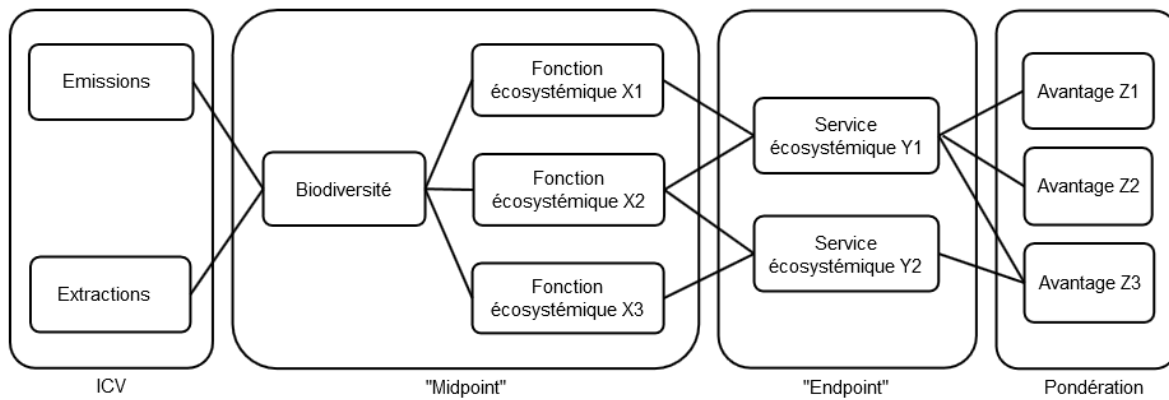 Emissions
Extractions
ICV
Biodiversité
Fonction
écosystémique X1
Fonction
écosystémique X2
Fonction
écosystémique X3
"Midpoint"
Service
écosystémique Y1
Service
écosystémique Y2
"Endpoint"
Avantage Z1
Avantage Z2
Avantage Z3
Pondération